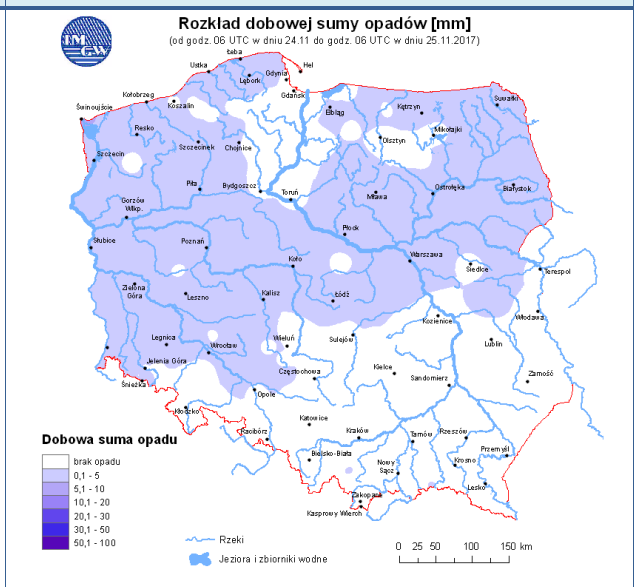 Rozkład dobowej sumy opadów [mm]
(od godz. 06 UTC w dniu 24.11 do godz. 06 UTC w dniu 25.11.2017)
IM
GW
Łeba
Ustka
Hel
Gdynia
Lębork
Gdańsk
Kołobrzeg
Koszalin
Świnoujście
Elbląg
Kętrzyn
Suwałki
Resko
Mikołajki
Olsztyn
Szczecinek
Chojnice
Szczecin
Piła
Bydgoszcz
Toruń
Mława
Ostrołęka
Białystok
Gorzów
Wlkp.
Płock
Słubice
Poznań
Koło
Warszawa
Siedlce
Terespol
Zielona
Góra
Leszno
Kalisz
Łódź
Kozienice
Włodawa
Legnica
Wrocław
Wieluń
Sulejów
Lublin
Jelenia Góra
Śnieżka
Częstochowa
Kielce
Sandomierz
Zamość
Opole
Kłodzko
Katowice
Racibórz
Kraków
Tarnów
Rzeszów
Przemyśl
Bielsko-Biała
Nowy
Sącz
Krosno
Lesko
Zakopane
Kasprowy Wierch
Dobowa suma opadu
brak opadu
0,1 - 5
5,1 - 10
10,1 - 20
20,1 - 30
30,1 - 50
50,1 - 100
Rzeki
Jeziora i zbiorniki wodne
0 25 50 100 150 km